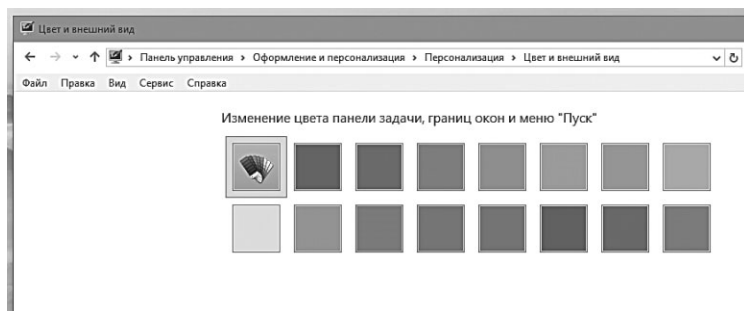 Цвет и внешний вид
Панель управления › Оформление и персонализация › Персонализация › Цвет и внешний вид
Файл Правка Вид Сервис Справка
Изменение цвета панели задачи, границ окон и меню "Пуск"